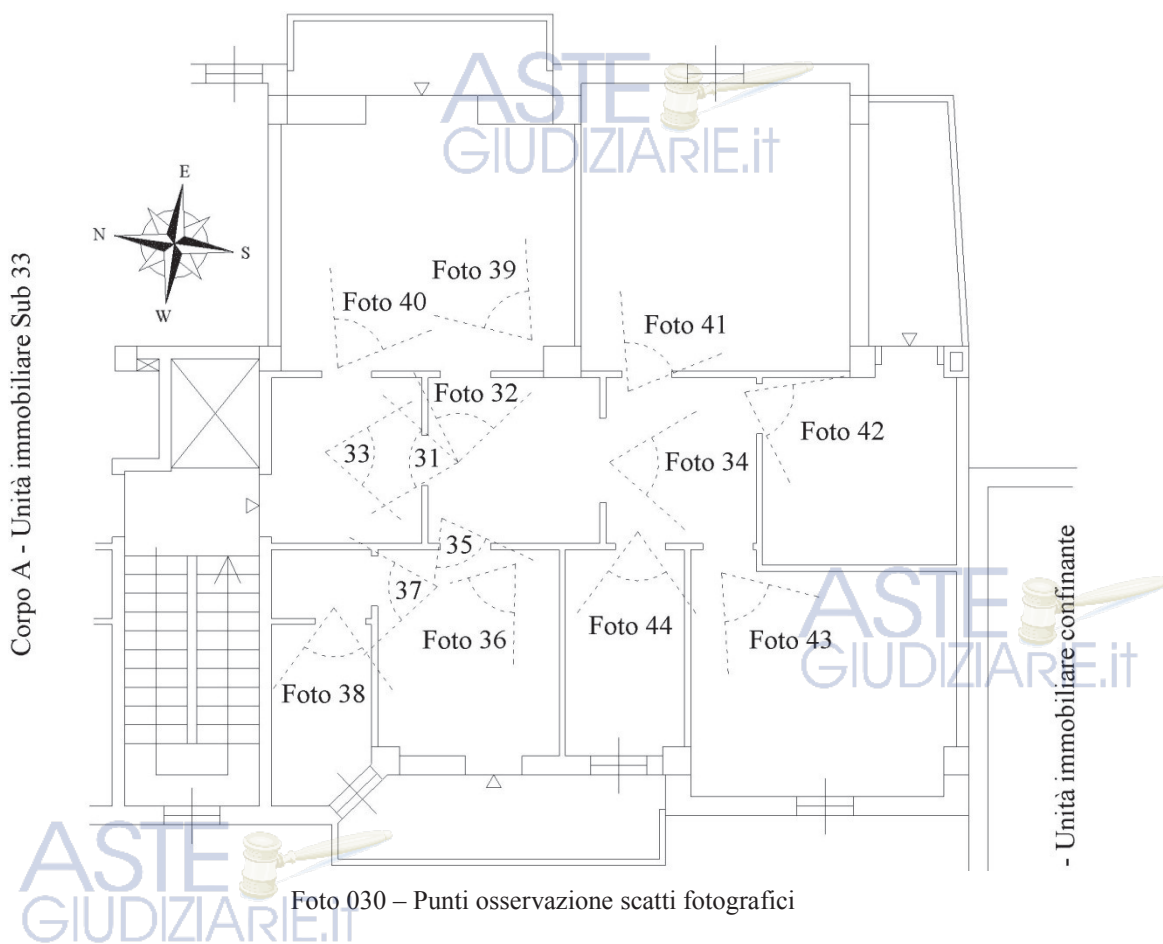 ASTE
GIUDIZIARIE.it
E
N
S
W
Corpo A - Unità immobiliare Sub 33
Foto 39
Foto 40
Foto 41
Foto 32
Foto 42
33
31
Foto 34
35
37
Foto 36
Foto 44
Foto 43
Foto 38
- Unità immobiliare confinante
ASTE
GIUDIZIARIE.it
ASTE
GIUDIZIARIE.IT
Foto 030 – Punti osservazione scatti fotografici